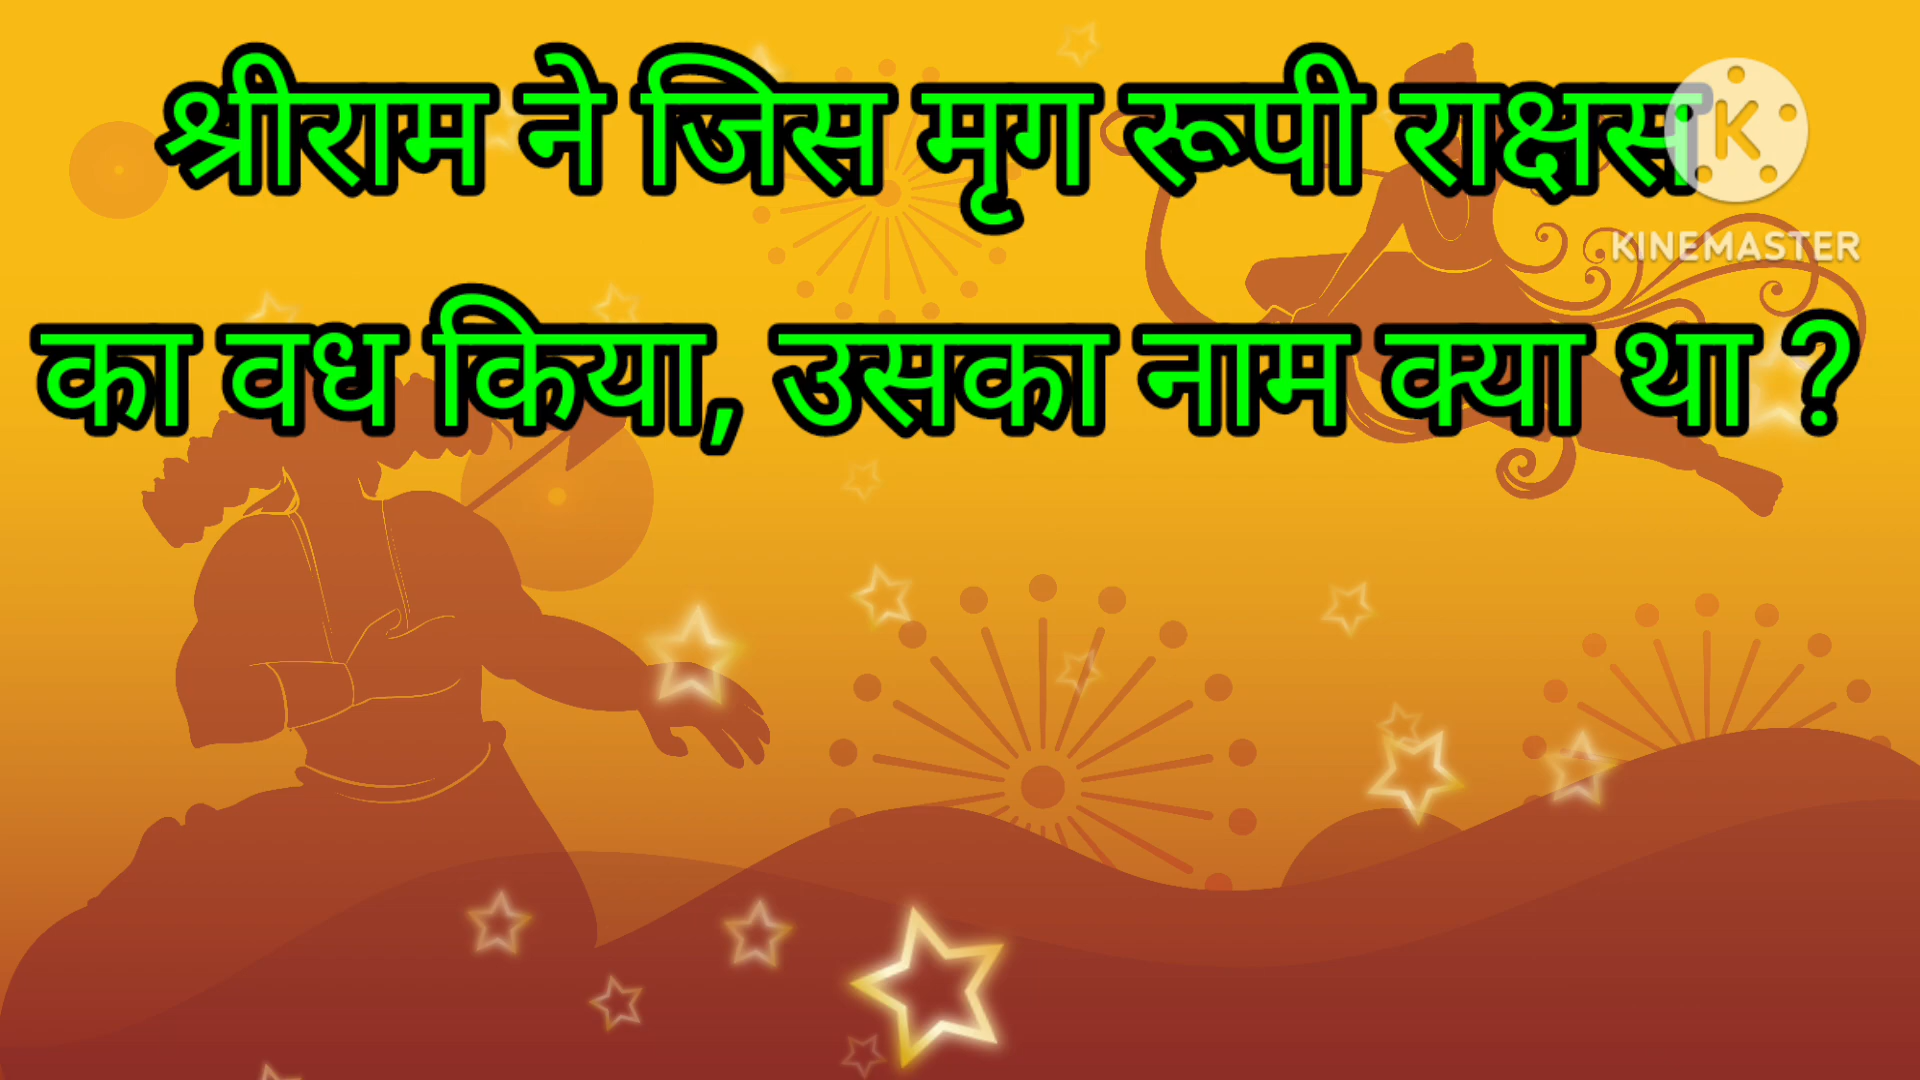 श्रीराम ने जिस मृग रूपी राक्षस
का वध किया, उसका नाम क्या था ?
K
KINEMASTER